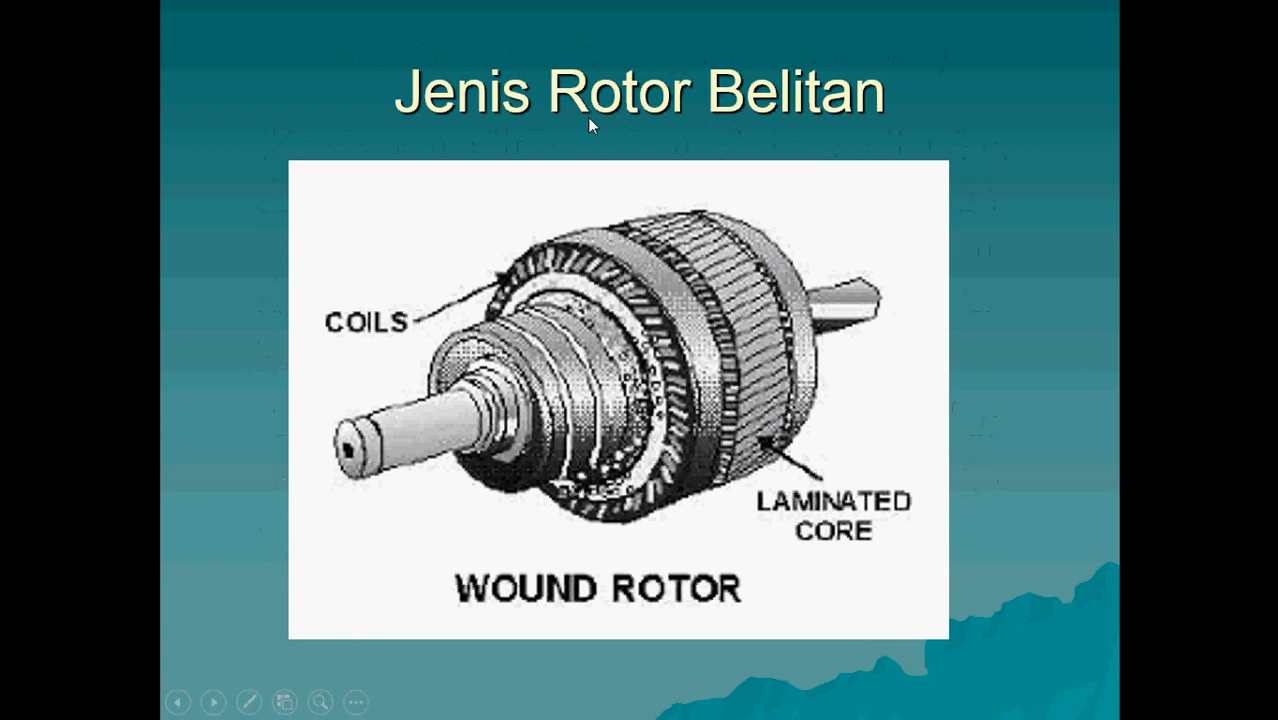 Jenis Rotor Belitan
COILS
LAMINATED
CORE
WOUND ROTOR